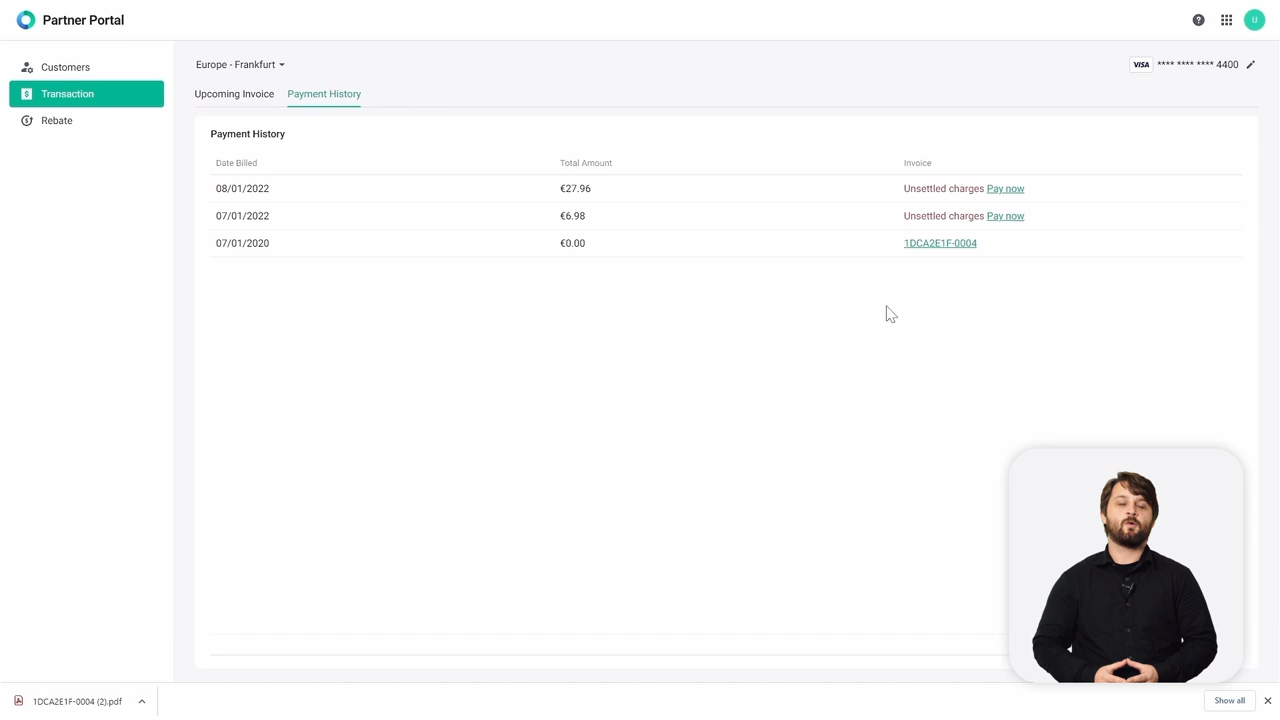 Partner Portal
U
Customers
Transaction
Rebate
Europe - Frankfurt
VISA **** **** **** 4400
Upcoming Invoice Payment History
Payment History
Date Billed Total Amount Invoice
08/01/2022 €27.96 Unsettled charges Pay now
07/01/2022 €6.98 Unsettled charges Pay now
07/01/2020 €0.00 1DCA2E1F-0004
1DCA2E1F-0004 (2).pdf
Show all